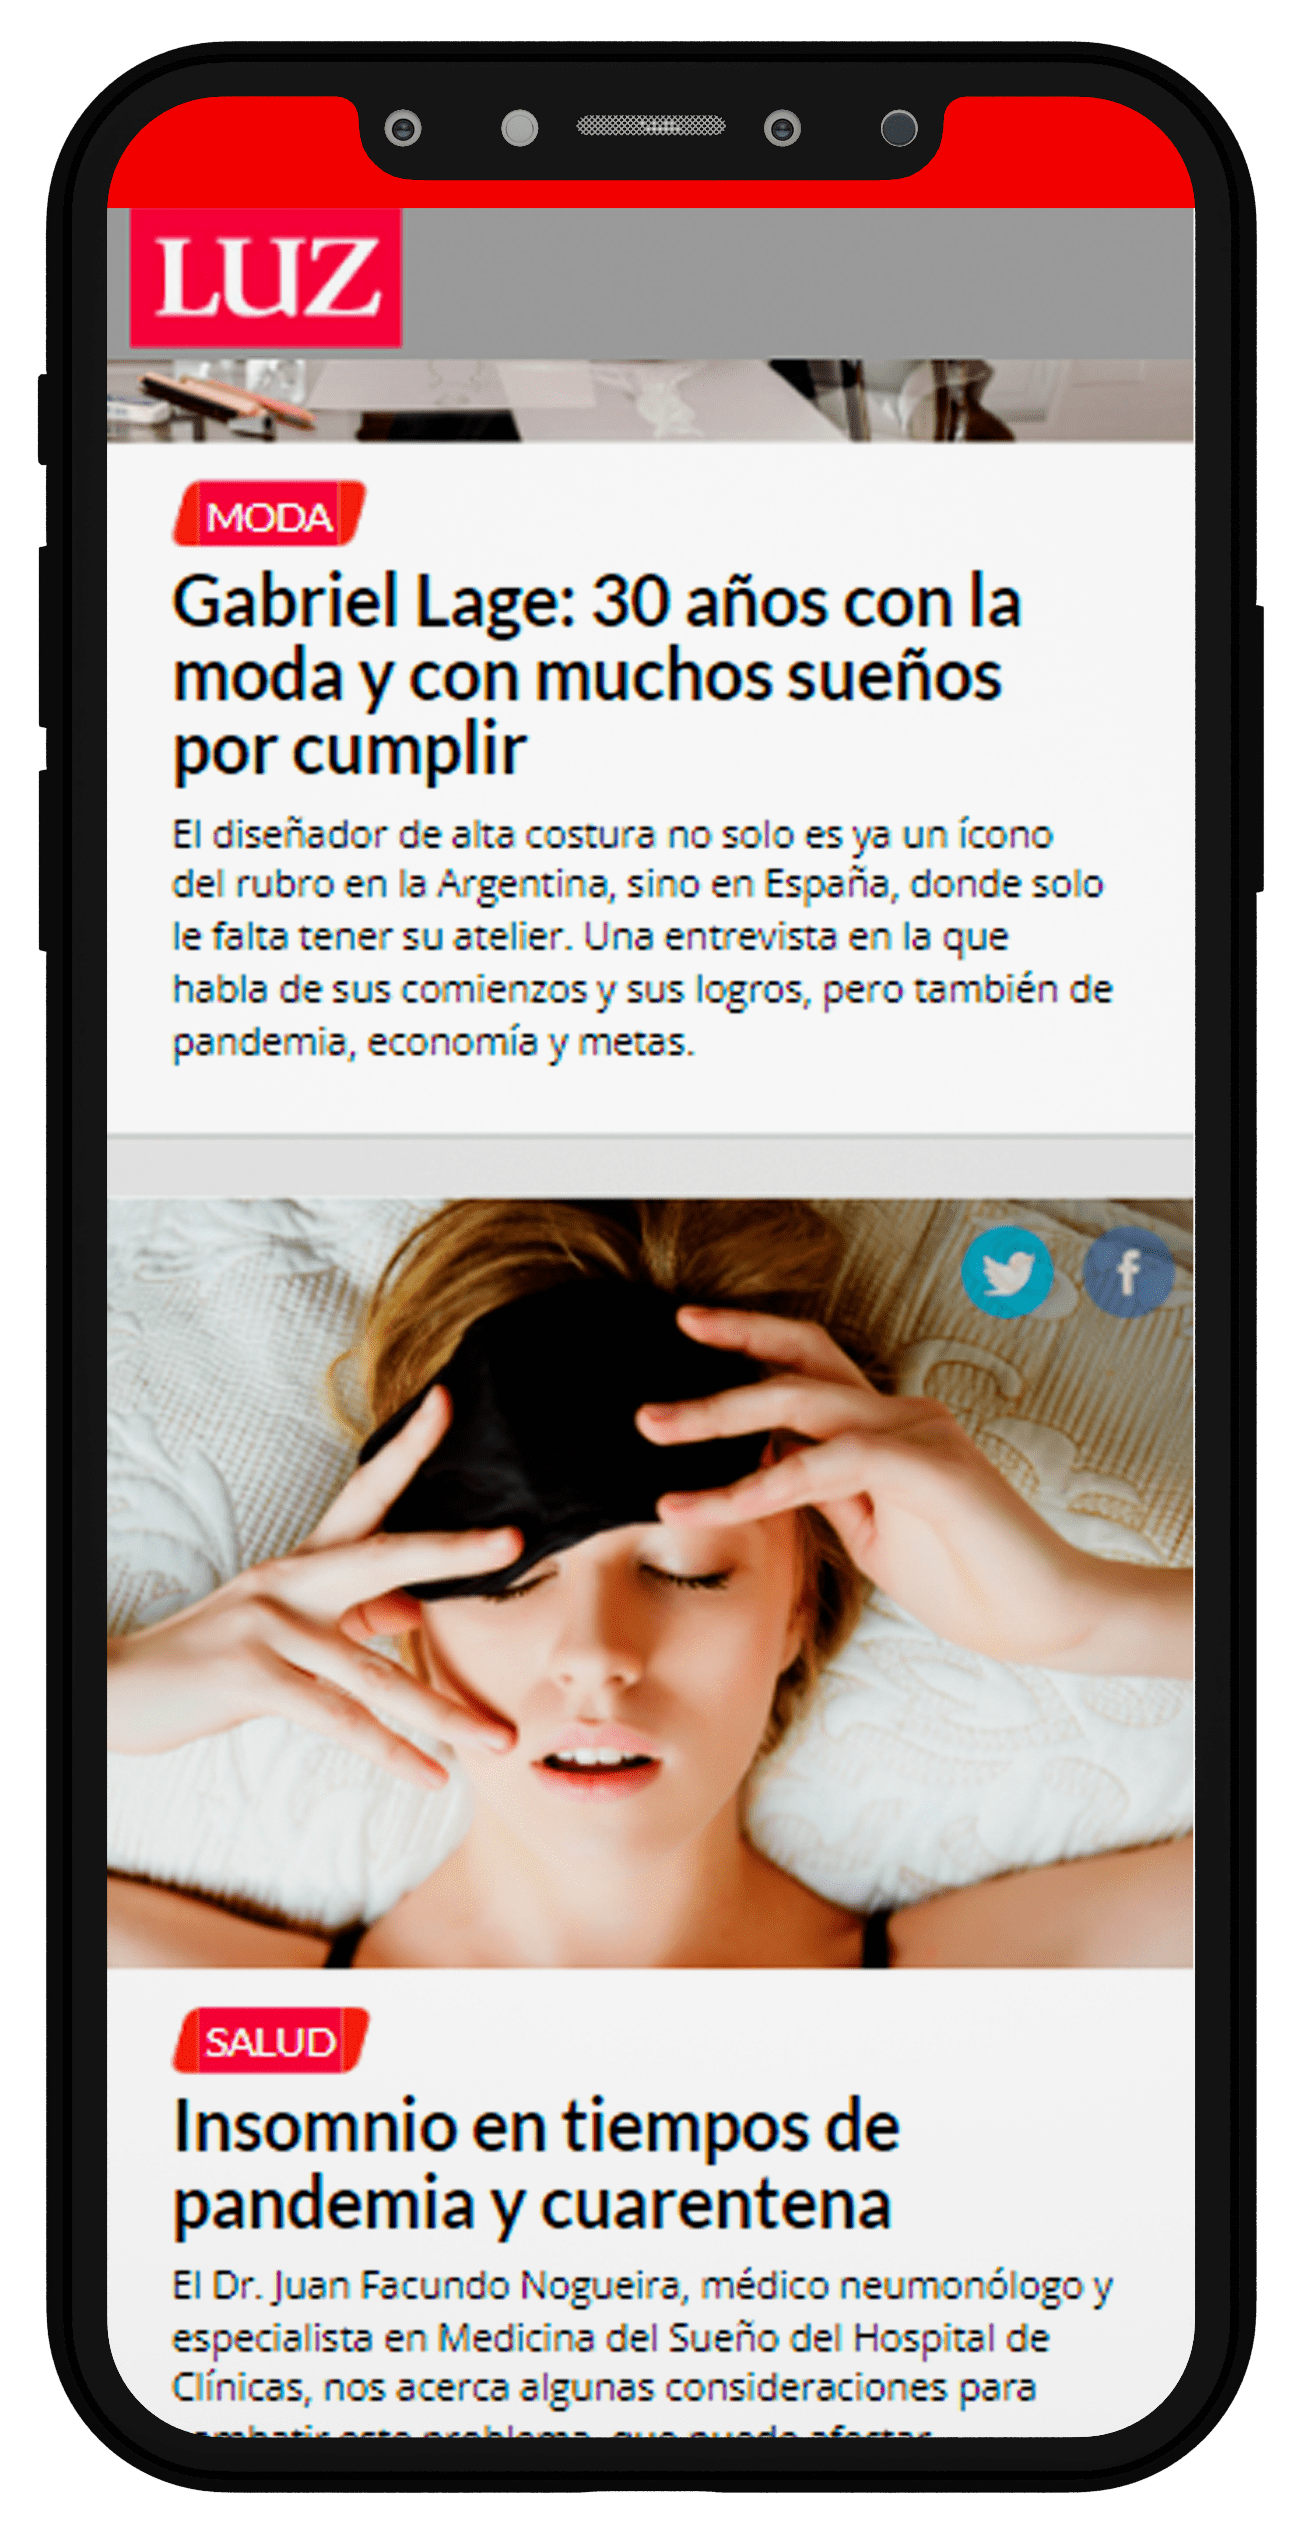 LUZ
MODA
Gabriel Lage: 30 años con la
moda y con muchos sueños
por cumplir
El diseñador de alta costura no solo es ya un ícono
del rubro en la Argentina, sino en España, donde solo
le falta tener su atelier. Una entrevista en la que
habla de sus comienzos y sus logros, pero también de
pandemia, economía y metas.
f
SALUD
Insomnio en tiempos de
pandemia y cuarentena
El Dr. Juan Facundo Nogueira, médico neumonólogo y
especialista en Medicina del Sueño del Hospital de
Clínicas, nos acerca algunas consideraciones para